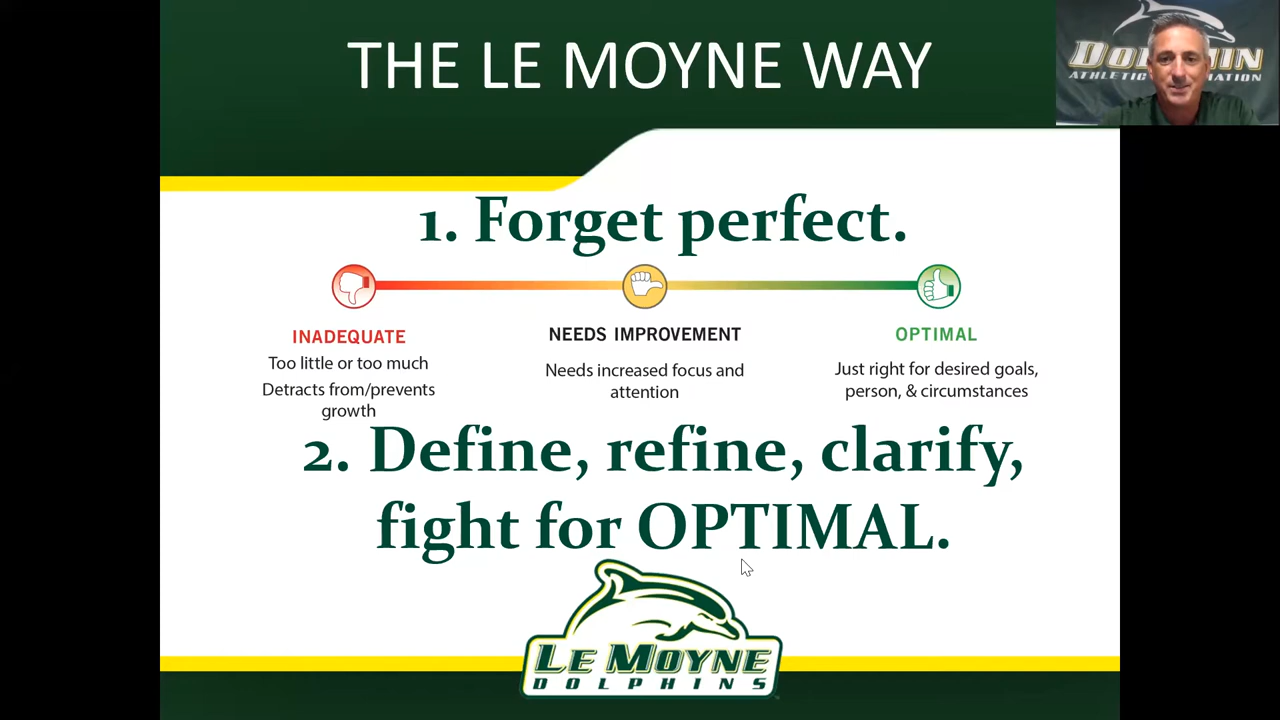 THE LE MOYNE WAY
DOLPHIN
1. Forget perfect.
INADEQUATE
Too little or too much
Detracts from/prevents
growth
NEEDS IMPROVEMENT
Needs increased focus and
attention
OPTIMAL
Just right for desired goals,
person, & circumstances
2. Define, refine, clarify,
fight for OPTIMAL.
LE MOYNE
DOLPHINS